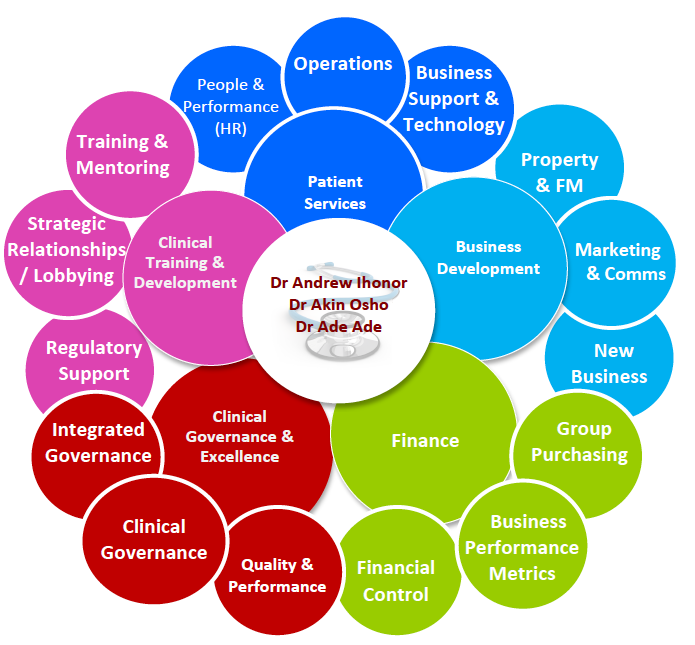 Operations
People &
Performance
(HR)
Business
Support &
Technology
Training &
Mentoring
Property
& FM
Patient
Services
Strategic
Relationships
/ Lobbying
Clinical
Training &
Development
Business
Development
Marketing
& Comms
Dr Andrew Ihonor
Dr Akin Osho
Dr Ade Ade
Regulatory
Support
New
Business
Integrated
Governance
Clinical
Governance &
Excellence
Finance
Group
Purchasing
Clinical
Governance
Business
Performance
Metrics
Quality &
Performance
Financial
Control